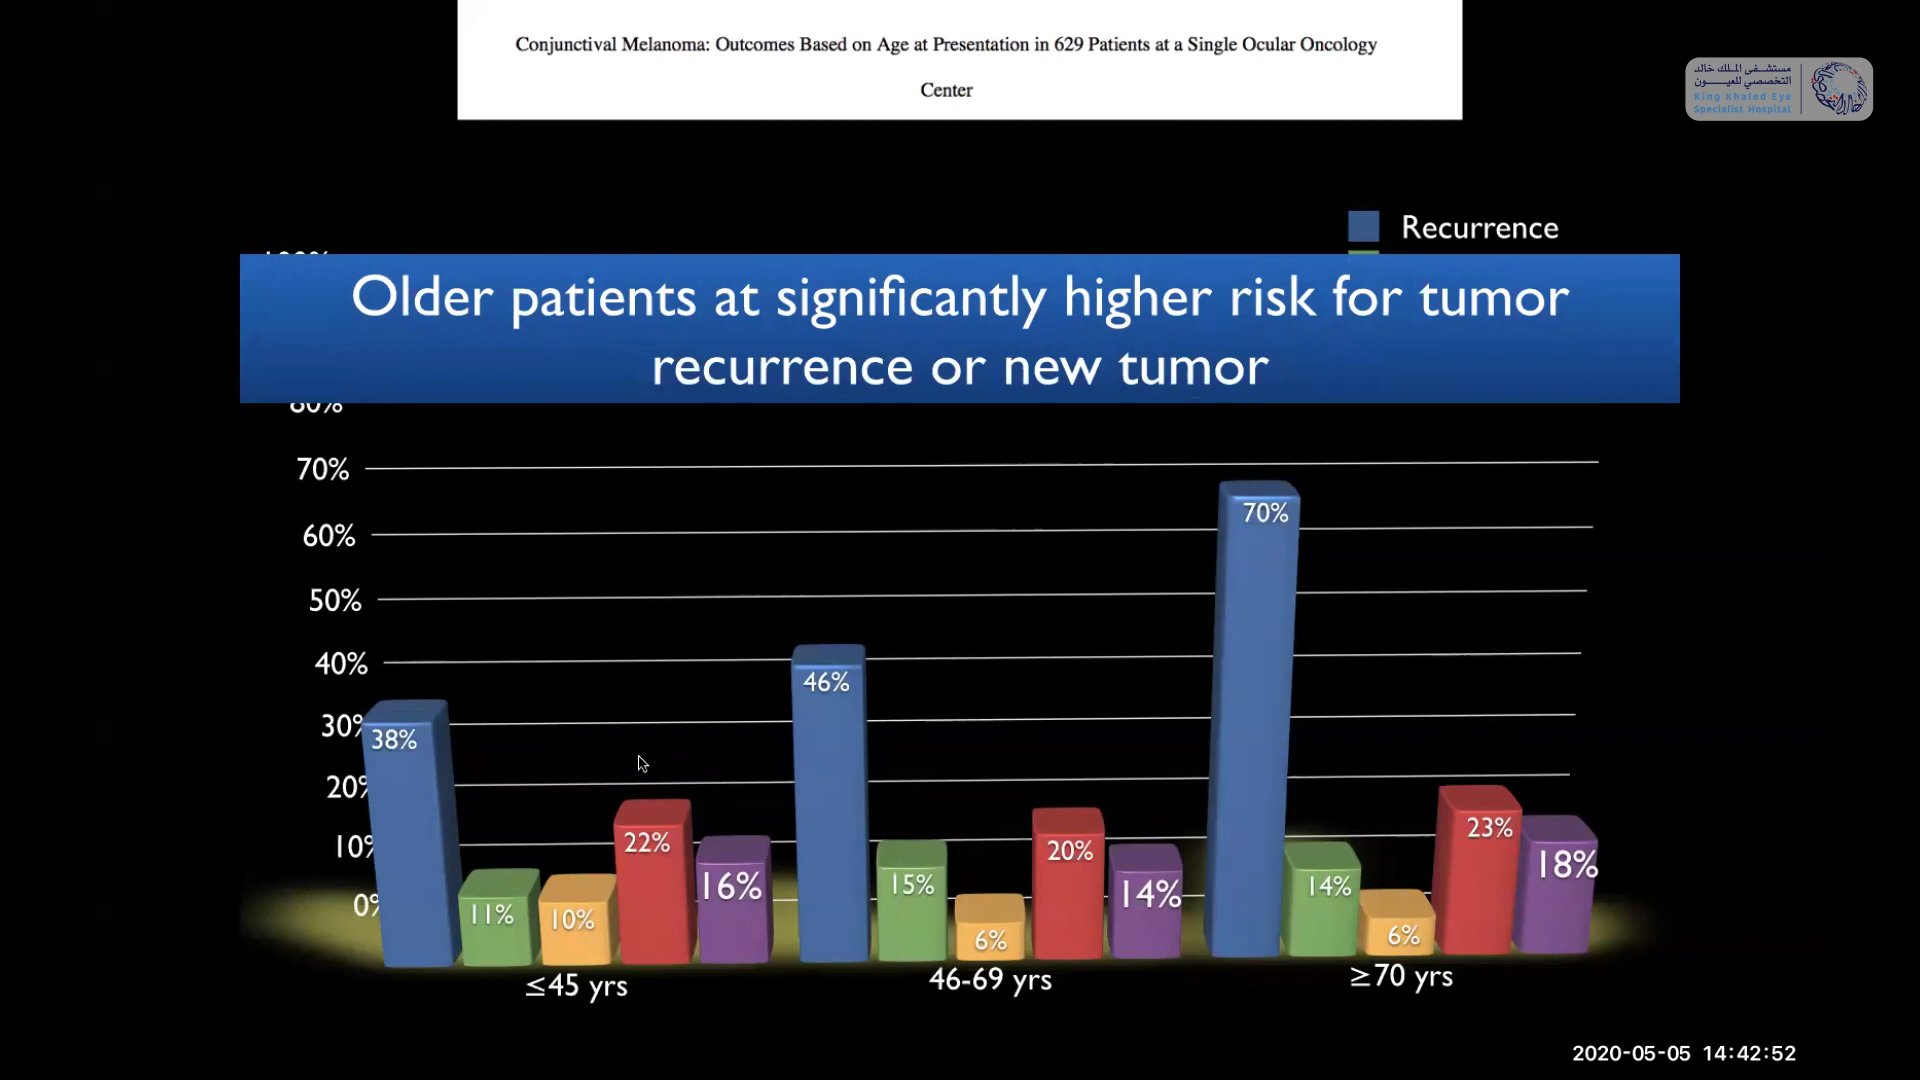 Conjunctival Melanoma: Outcomes Based on Age at Presentation in 629 Patients at a Single Ocular Oncology
Center
مستشفى الملك خالد
التخصصي للعيون
King Khaled Eye
Specialist Hospital
Recurrence
Older patients at significantly higher risk for tumor
recurrence or new tumor
80%
70%
60%
50%
40%
30%
20%
10%
0%
38%
11%
10%
22%
16%
46%
15%
6%
20%
14%
70%
14%
6%
23%
18%
≤45 yrs
46-69 yrs
≥70 yrs
2020-05-05 14:42:52